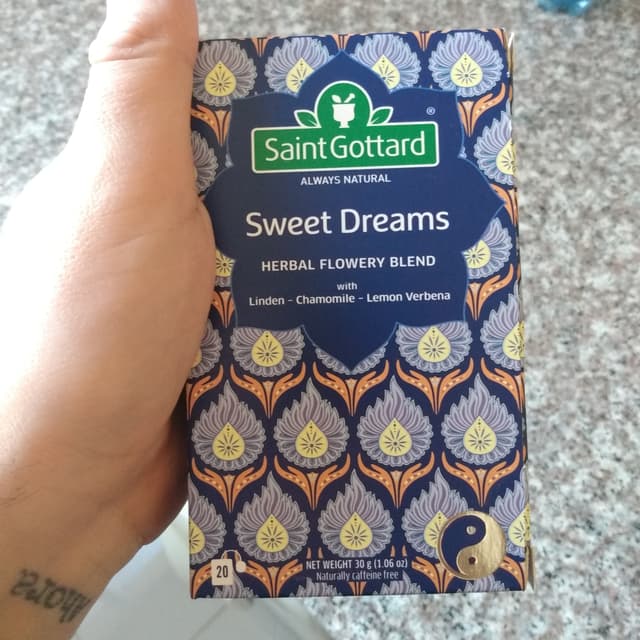 ®
SaintGottard
ALWAYS NATURAL
Sweet Dreams
HERBAL FLOWERY BLEND
with
Linden - Chamomile - Lemon Verbena
20
NET WEIGHT 30 g (1.06 oz)
Naturally caffeine free
Ahora